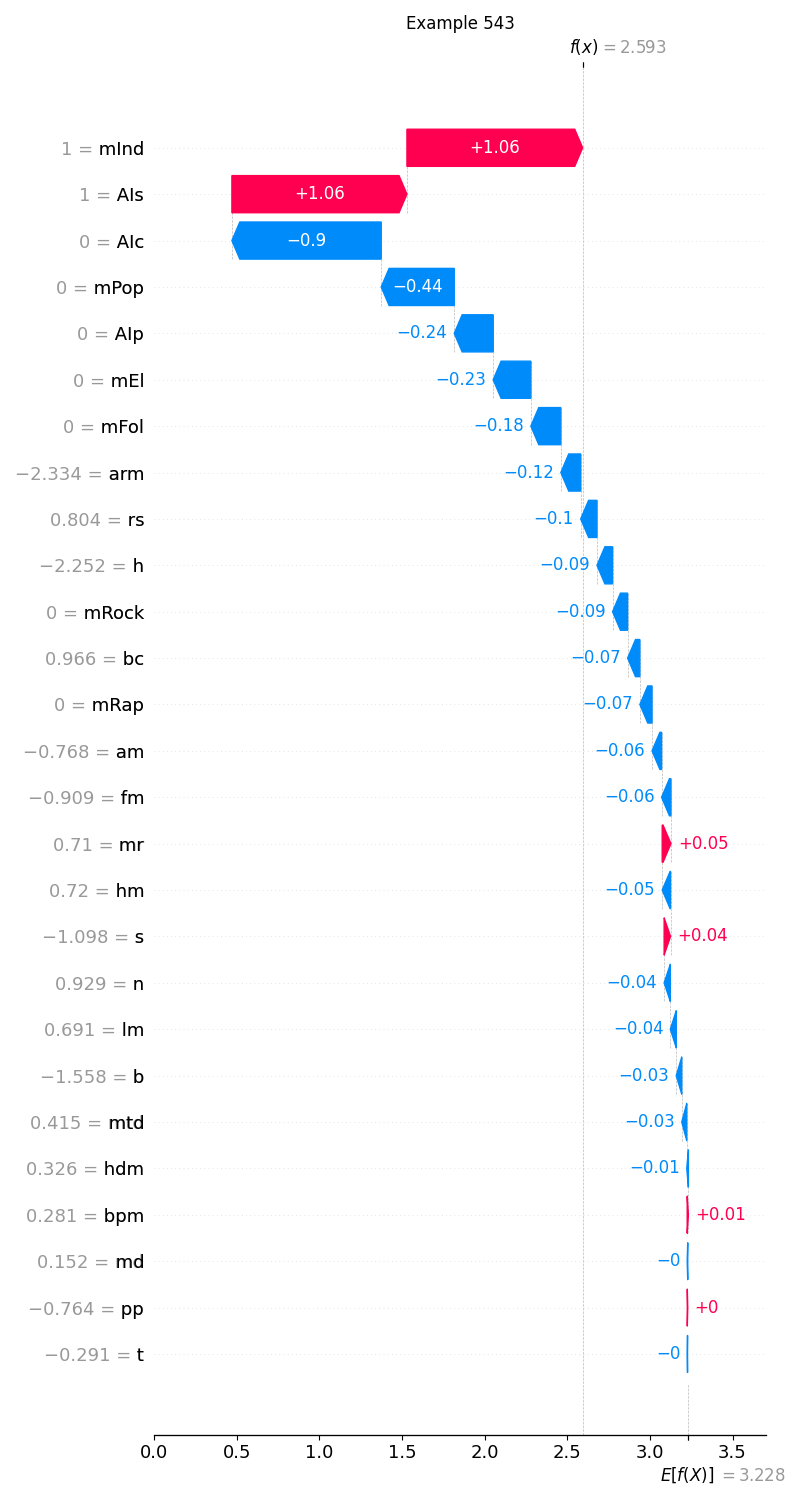 Example 543
f(x) = 2.593
1 = mInd
+1.06
1 = AIs
+1.06
0 = AIc
−0.9
0 = mPop
−0.44
0 = AIp
−0.24
0 = mEl
−0.23
0 = mFol
−0.18
−2.334 = arm
−0.12
0.804 = rs
−0.1
−2.252 = h
−0.09
0 = mRock
−0.09
0.966 = bc
−0.07
0 = mRap
−0.07
−0.768 = am
−0.06
−0.909 = fm
−0.06
0.71 = mr
+0.05
0.72 = hm
−0.05
−1.098 = s
+0.04
0.929 = n
−0.04
0.691 = lm
−0.04
−1.558 = b
−0.03
0.415 = mtd
−0.03
0.326 = hdm
−0.01
0.281 = bpm
+0.01
0.152 = md
−0
−0.764 = pp
+0
−0.291 = t
−0
0.0 0.5 1.0 1.5 2.0 2.5 3.0 3.5
E[f(X)] = 3.228